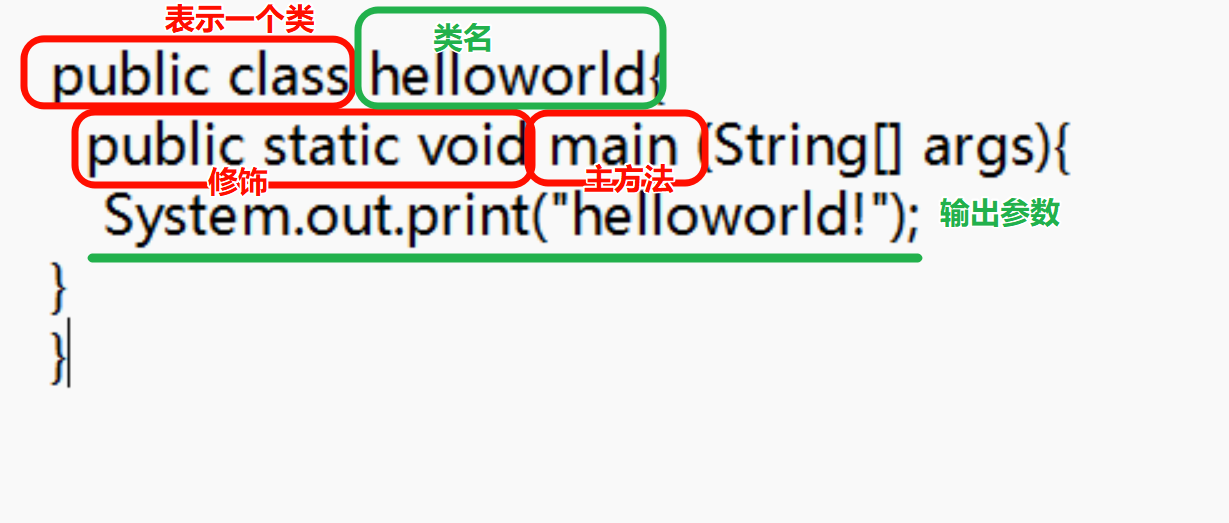 表示一个类
类名
public class helloworld{
public static void main (String[] args){
修饰
主方法
System.out.print("helloworld!"); 输出参数
}
}